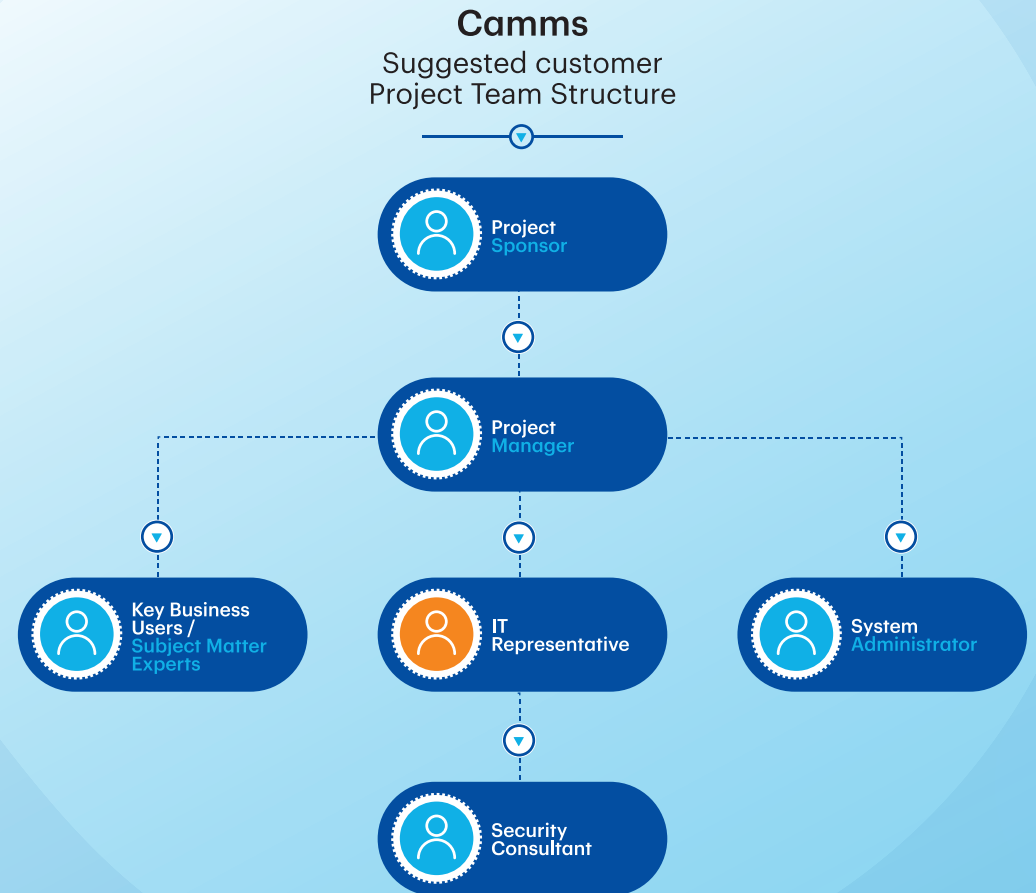 Camms
Suggested customer
Project Team Structure
Project
Sponsor
Project
Manager
Key Business
Users /
Subject Matter
Experts
IT
Representative
System
Administrator
Security
Consultant